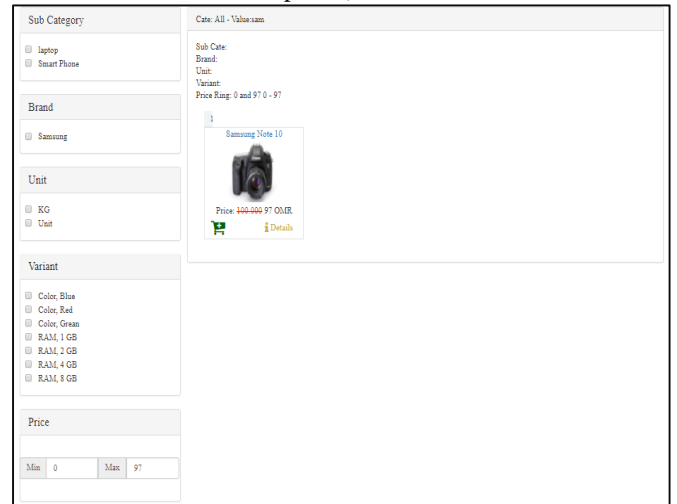 Sub Category
laptop
Smart Phone
Brand
Samsung
Unit
KG
Unit
Variant
Color, Blue
Color, Red
Color, Grean
RAM, 1 GB
RAM, 2 GB
RAM, 4 GB
RAM, 8 GB
Price
Min 0 Max 97
Cate: All - Value:sam
Sub Cate:
Brand:
Unit:
Variant:
Price Ring: 0 and 97 0 - 97
1
Samsung Note 10
Price: 100.000 97 OMR
Details